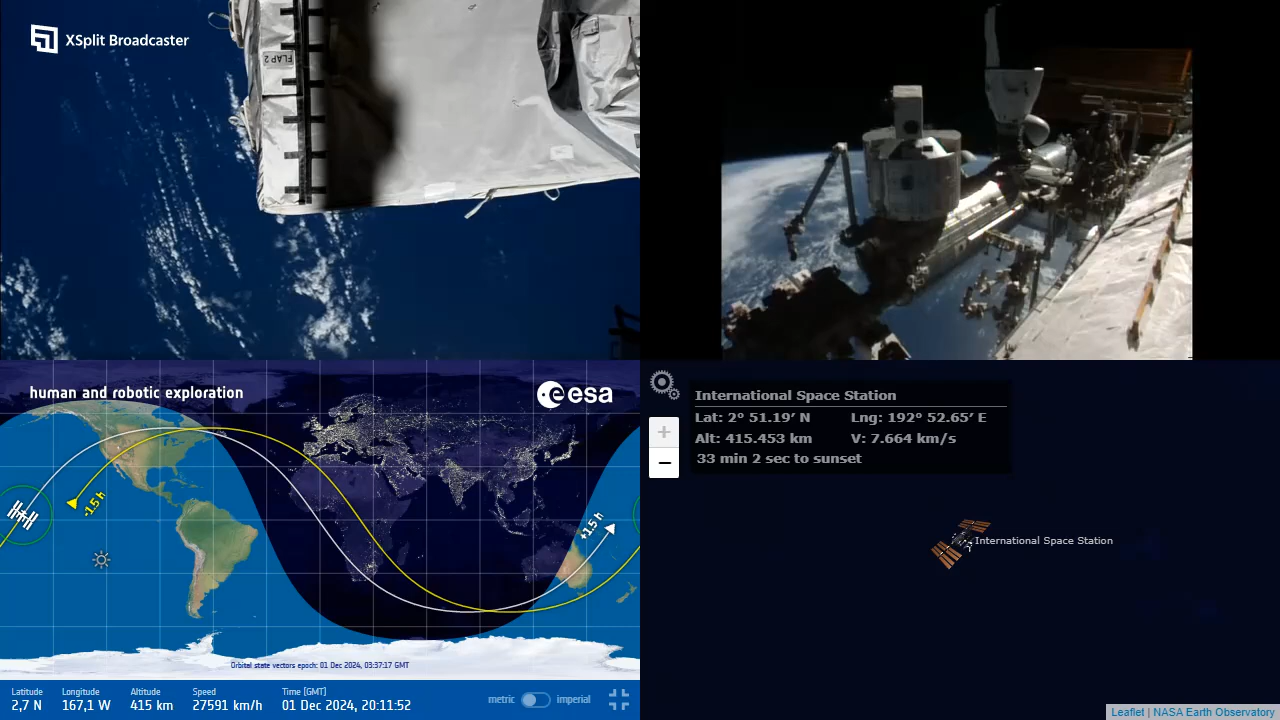 XSplit Broadcaster
FLAP 2
human and robotic exploration
esa
-1.5 h
+1.5 h
Orbital state vectors epoch: 01 Dec 2024, 03:37:17 GMT
Latitude
2,7 N
Longitude
167,1 W
Altitude
415 km
Speed
27591 km/h
Time [GMT]
01 Dec 2024, 20:11:52
metric
imperial
+
−
International Space Station
Lat: 2° 51.19′ N
Lng: 192° 52.65′ E
Alt: 415.453 km
V: 7.664 km/s
33 min 2 sec to sunset
International Space Station
Leaflet | NASA Earth Observatory